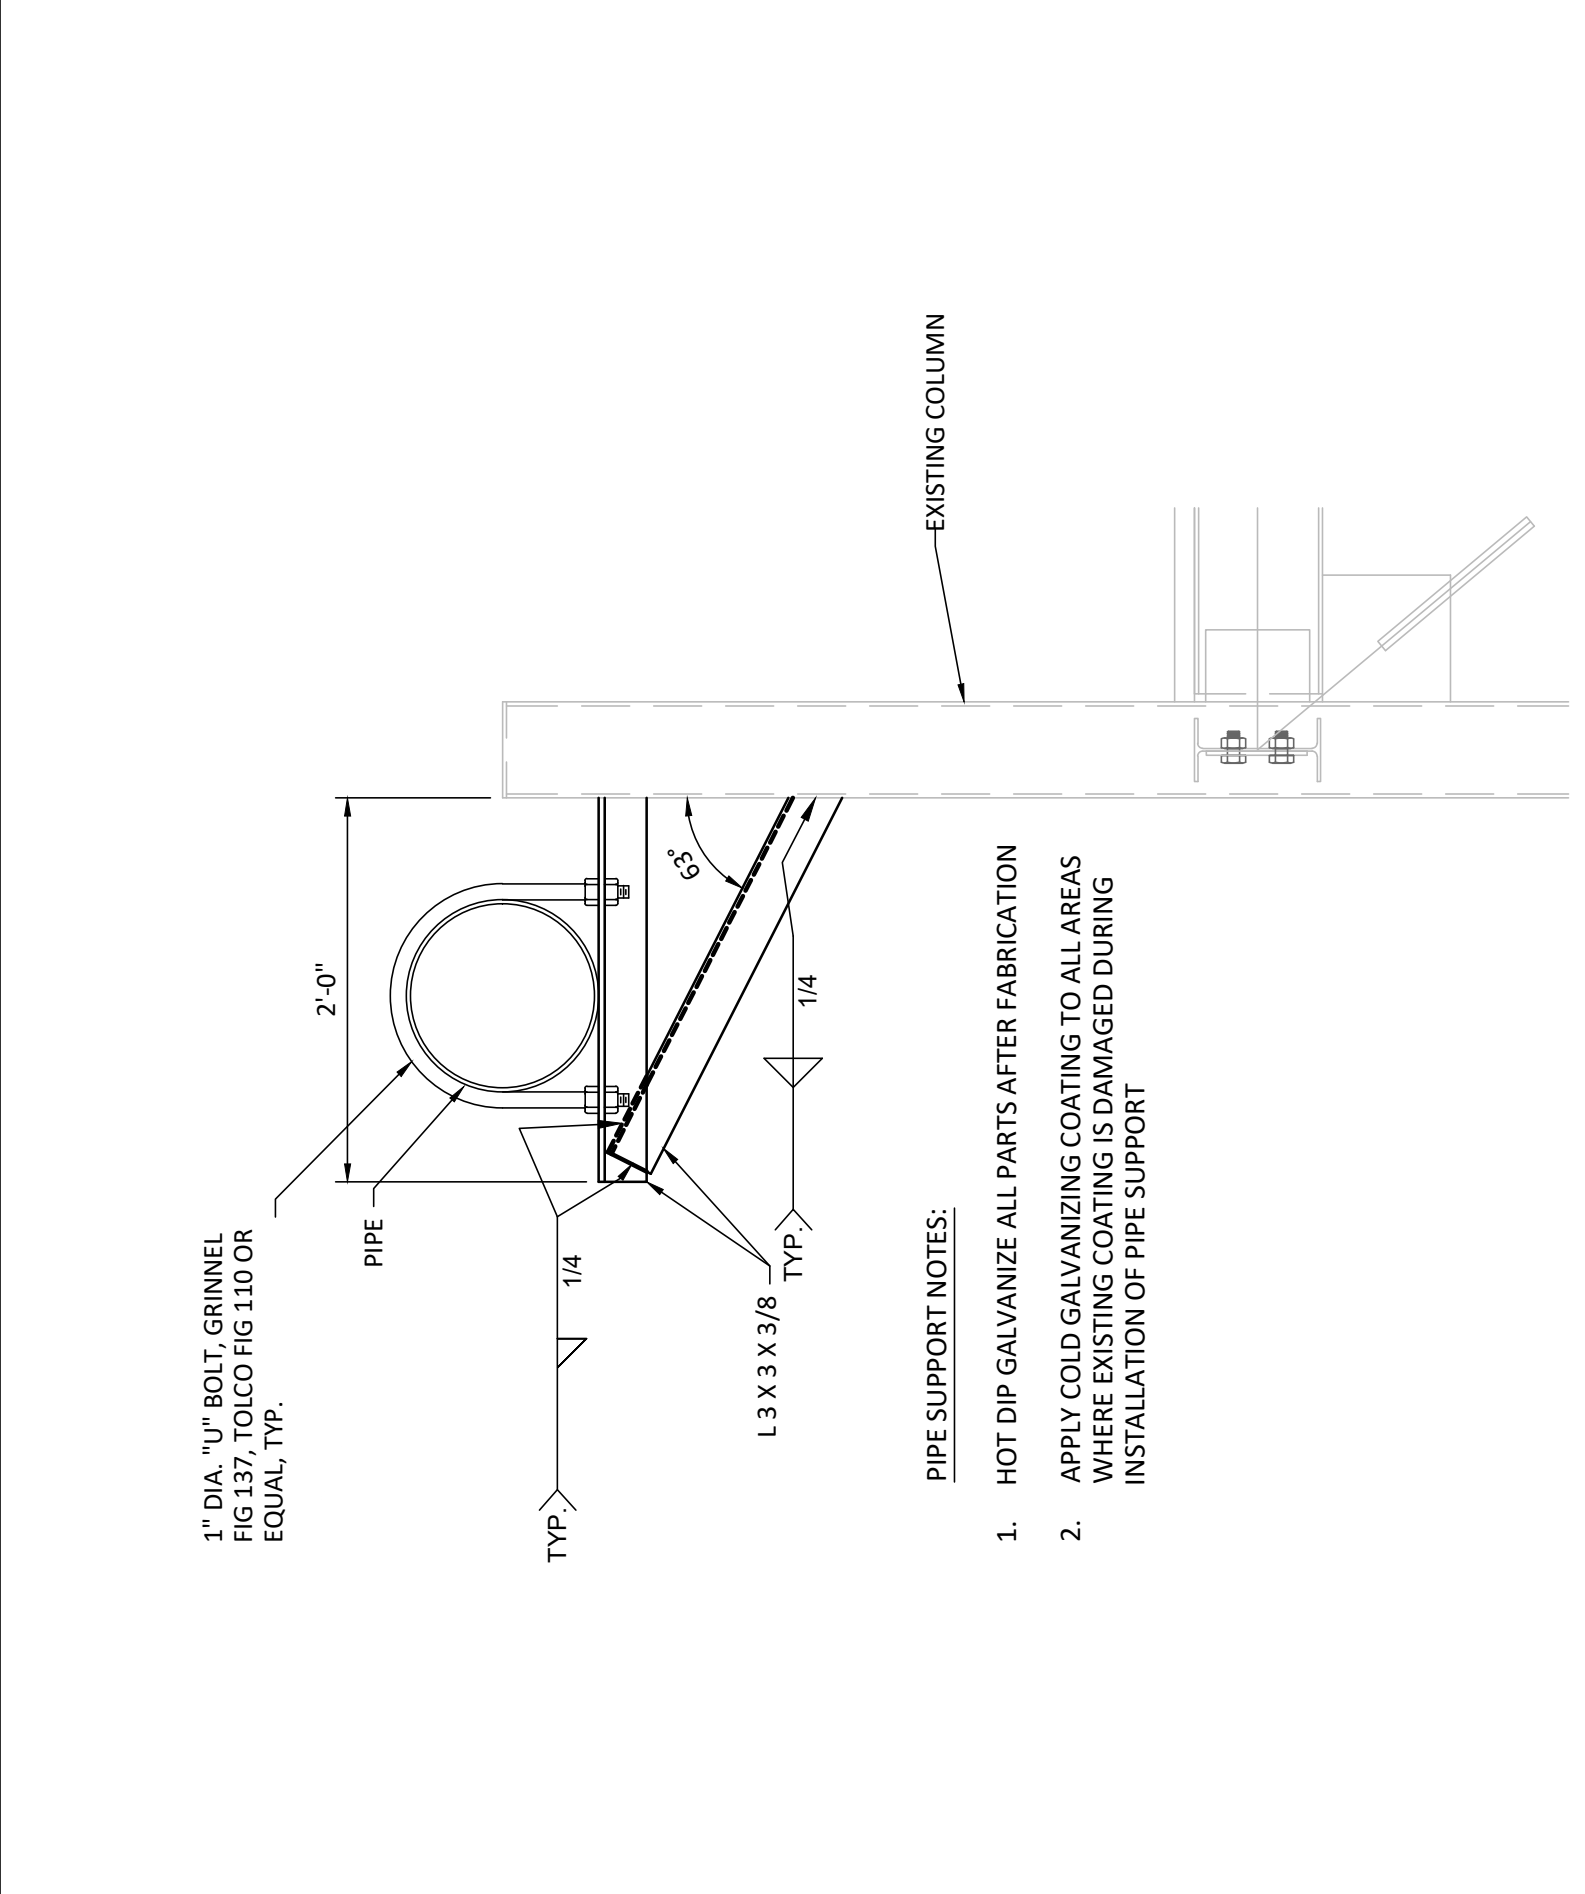 1" DIA. "U" BOLT, GRINNEL
FIG 137, TOLCO FIG 110 OR
EQUAL, TYP.
PIPE
2'-0"
TYP.
1/4
63°
L 3 X 3 X 3/8
TYP.
1/4
EXISTING COLUMN
PIPE SUPPORT NOTES:
1. HOT DIP GALVANIZE ALL PARTS AFTER FABRICATION
2. APPLY COLD GALVANIZING COATING TO ALL AREAS
WHERE EXISTING COATING IS DAMAGED DURING
INSTALLATION OF PIPE SUPPORT